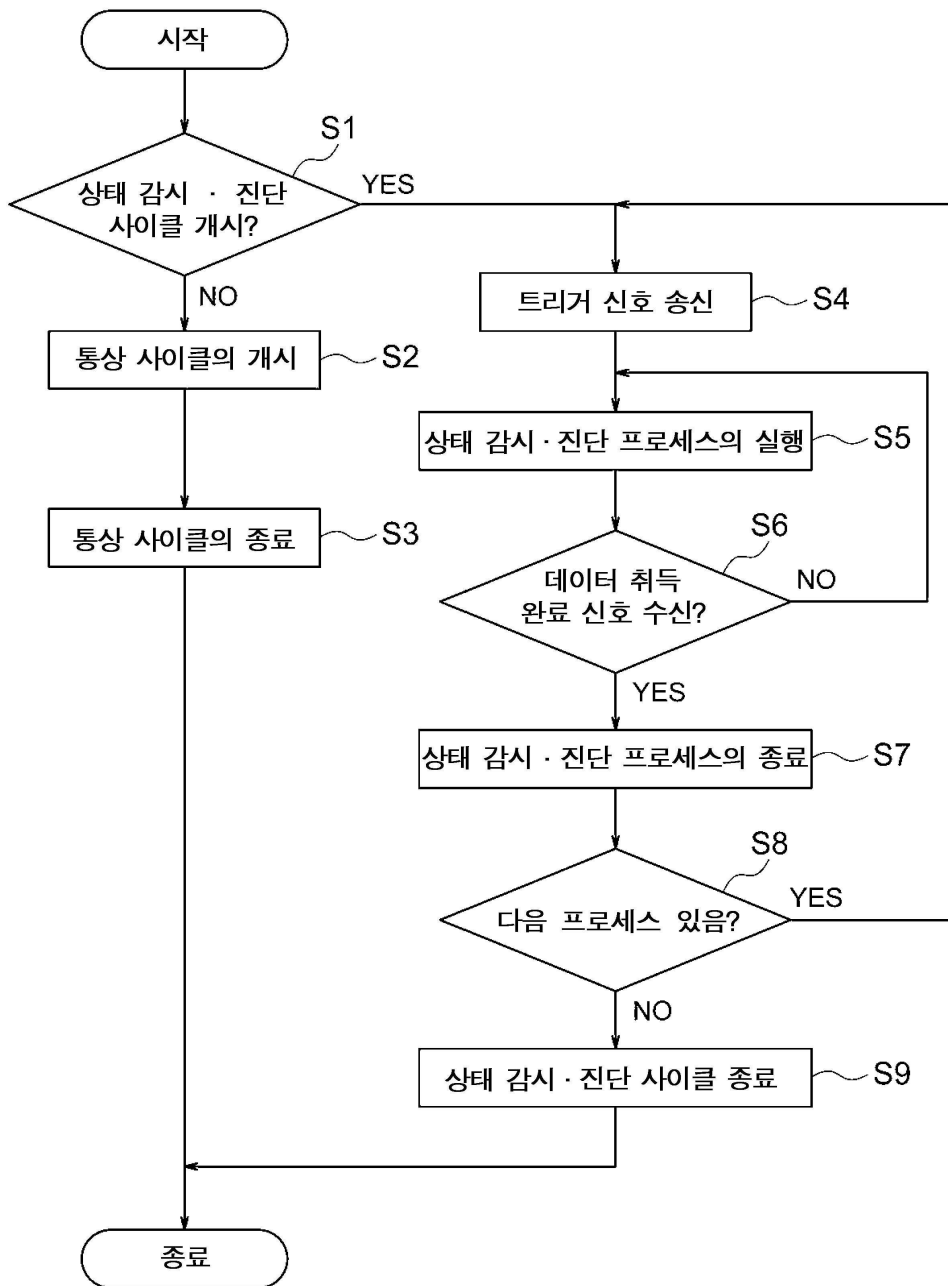 시작
S1
상태 감시 · 진단
사이클 개시?
YES
NO
통상 사이클의 개시
S2
통상 사이클의 종료
S3
트리거 신호 송신
S4
상태 감시 · 진단 프로세스의 실행
S5
S6
데이터 취득
완료 신호 수신?
NO
YES
상태 감시 · 진단 프로세스의 종료
S7
S8
다음 프로세스 있음?
YES
NO
상태 감시 · 진단 사이클 종료
S9
종료